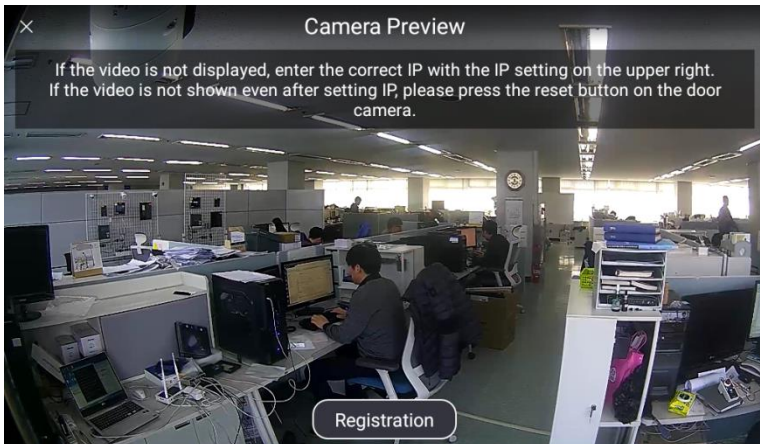 Camera Preview
If the video is not displayed, enter the correct IP with the IP setting on the upper right.
If the video is not shown even after setting IP, please press the reset button on the door
camera.
Registration